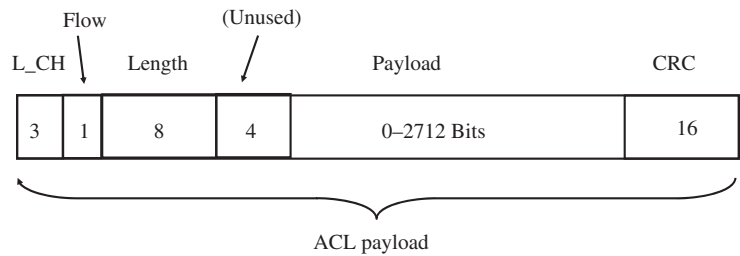 Flow
(Unused)
L_CH
Length
Payload
CRC
3
1
8
4
0–2712 Bits
16
ACL payload